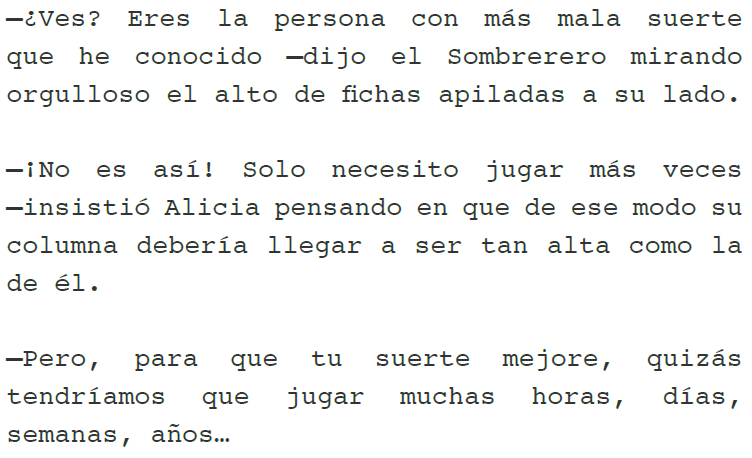 —¿Ves? Eres la persona con más mala suerte
que he conocido —dijo el Sombrerero mirando
orgulloso el alto de fichas apiladas a su lado.
—¡No es así! Solo necesito jugar más veces
—insistió Alicia pensando en que de ese modo su
columna debería llegar a ser tan alta como la
de él.
—Pero, para que tu suerte mejore, quizás
tendríamos que jugar muchas horas, días,
semanas, años…